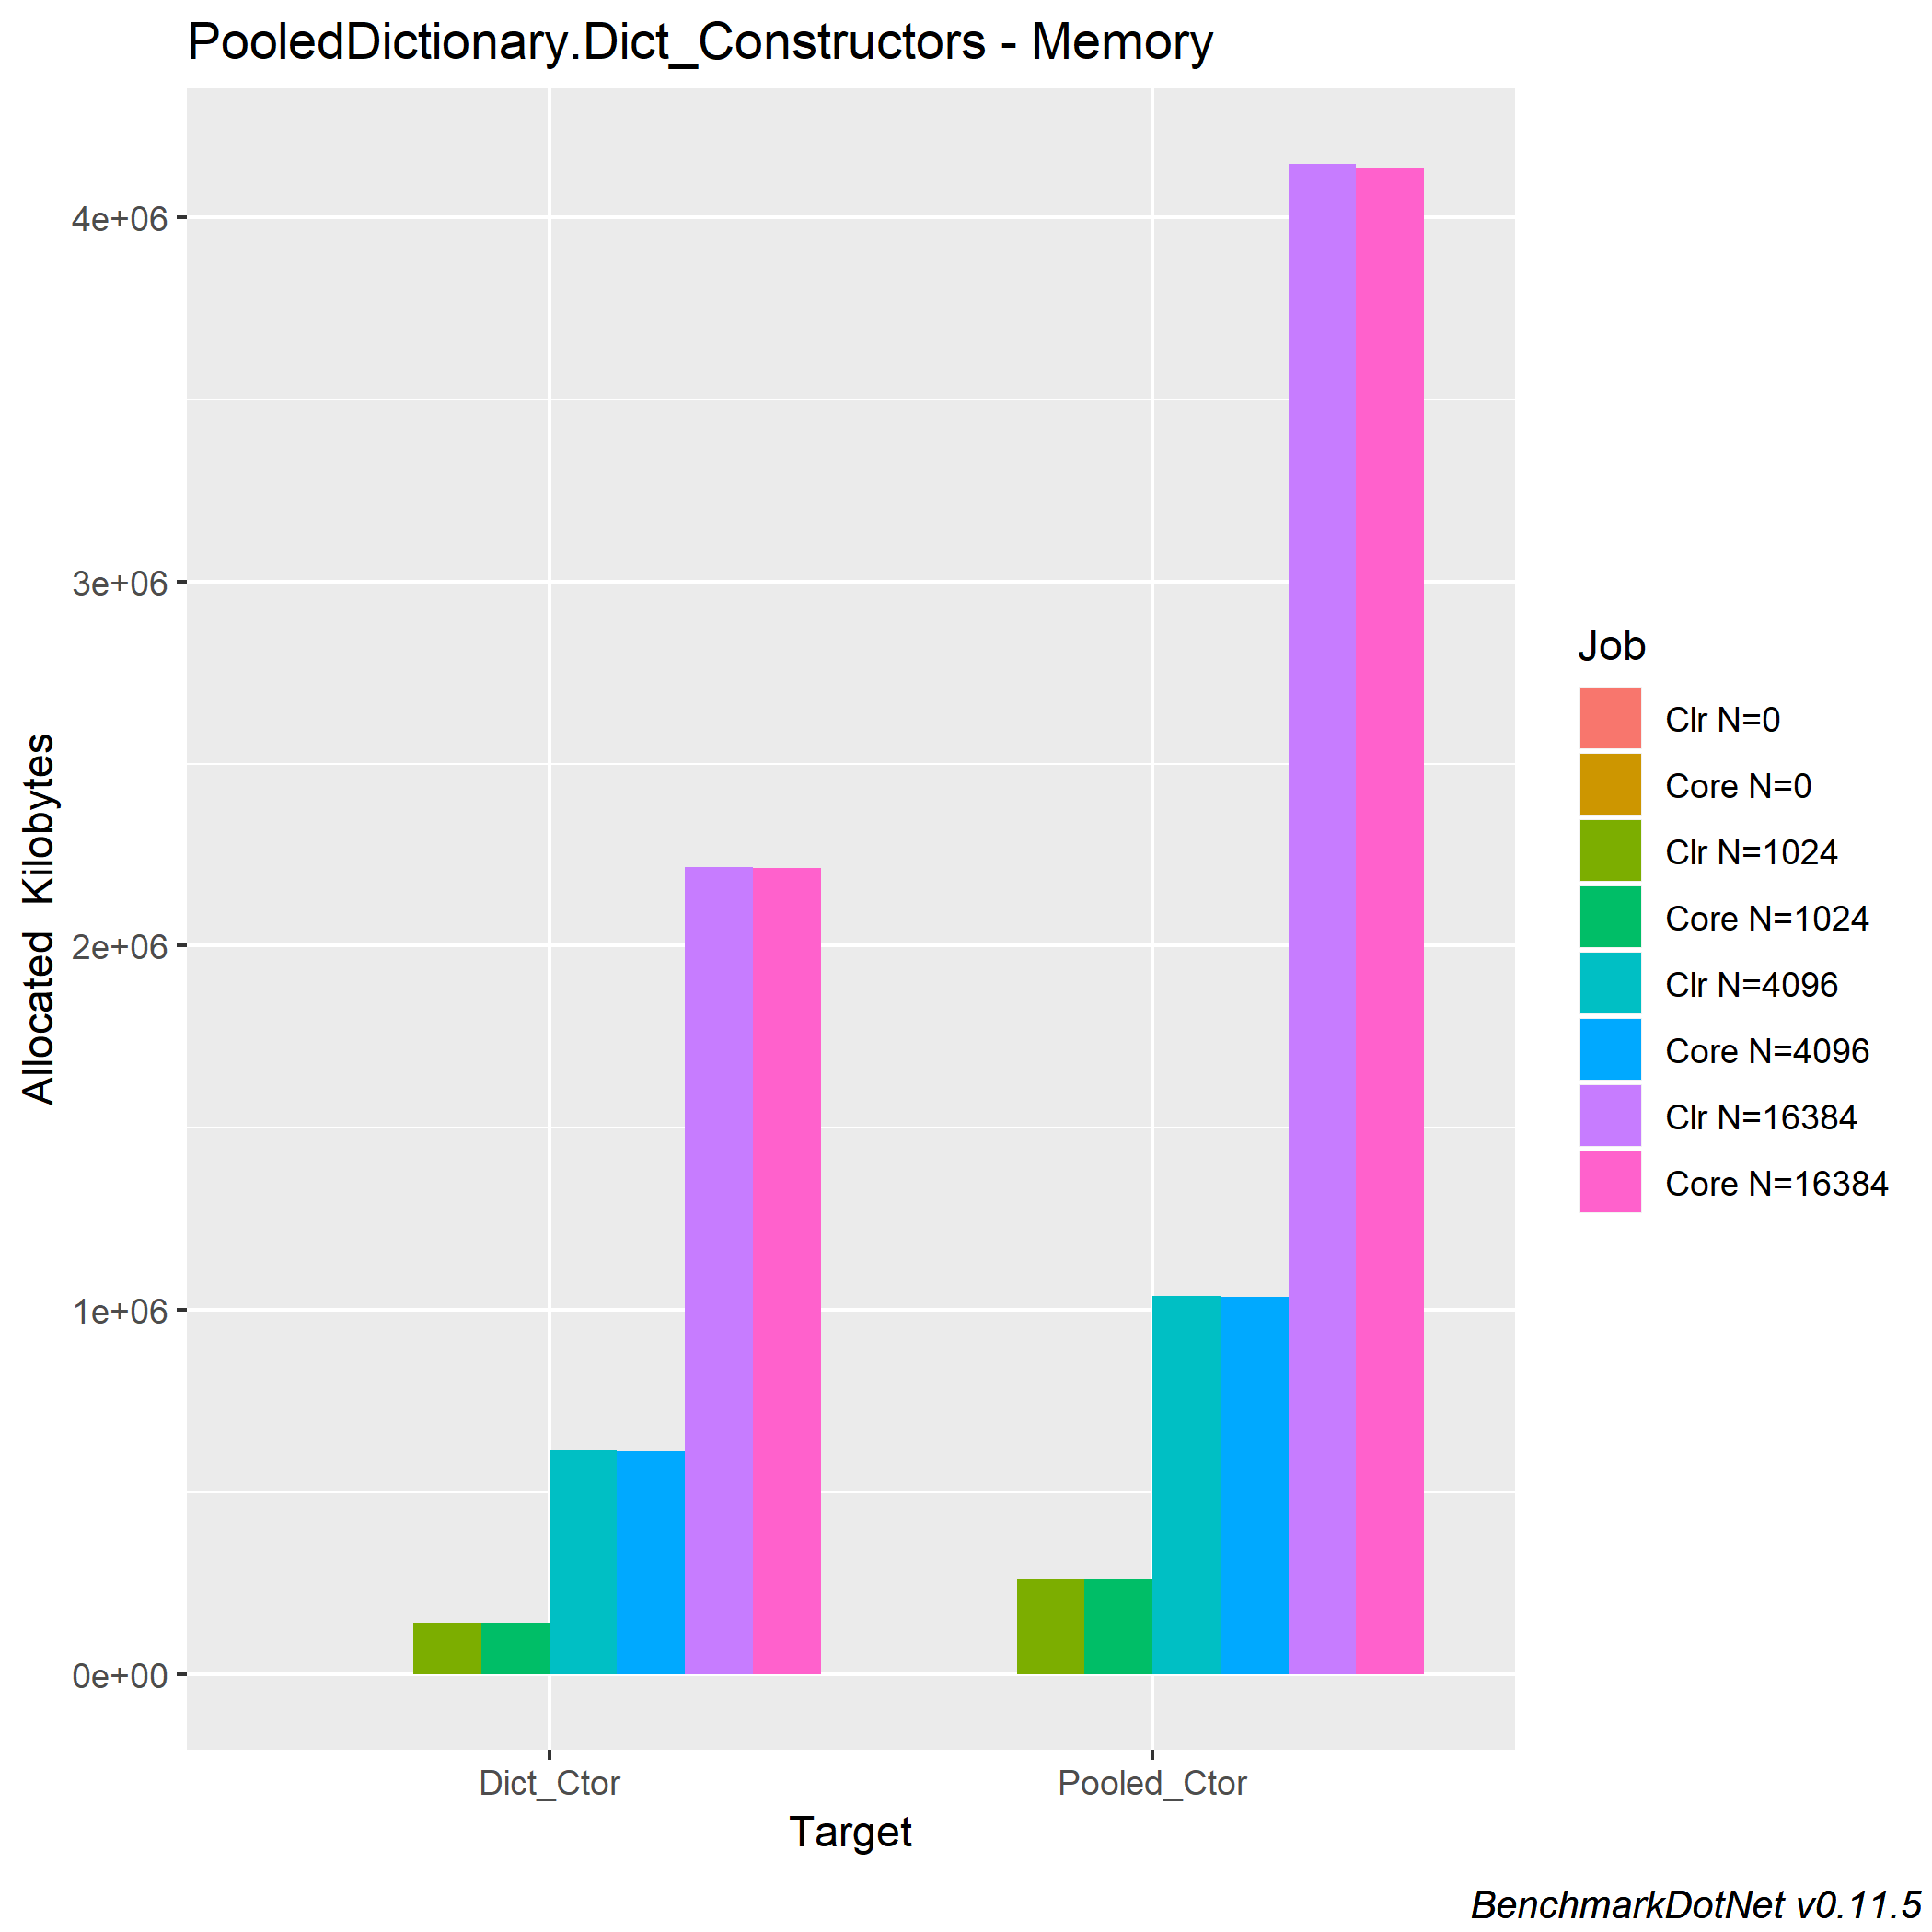 PooledDictionary.Dict_Constructors - Memory
Allocated Kilobytes
4e+06
3e+06
2e+06
1e+06
0e+00
Dict_Ctor
Pooled_Ctor
Target
Job
Clr N=0
Core N=0
Clr N=1024
Core N=1024
Clr N=4096
Core N=4096
Clr N=16384
Core N=16384
BenchmarkDotNet v0.11.5